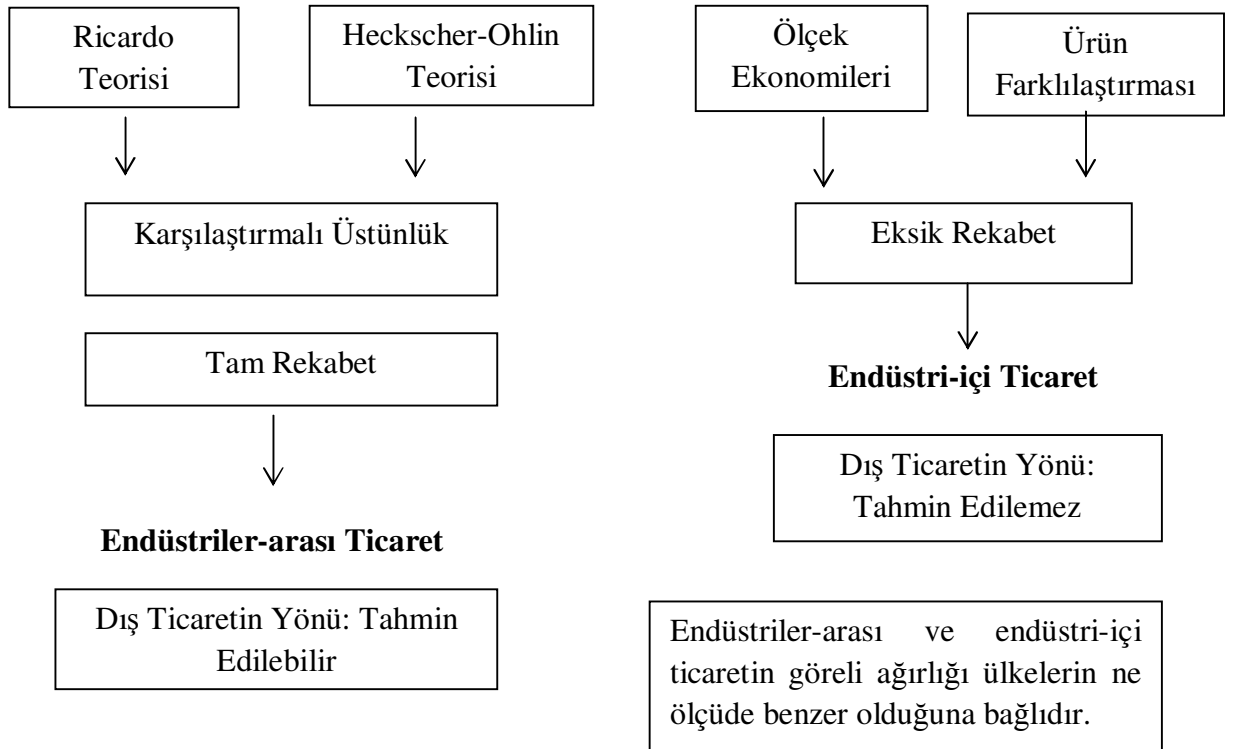 Ricardo
Teorisi
Heckscher-Ohlin
Teorisi
Karşılaştırmalı Üstünlük
Tam Rekabet
Endüstriler-arası Ticaret
Dış Ticaretin Yönü: Tahmin
Edilebilir
Ölçek
Ekonomileri
Ürün
Farklılaştırması
Eksik Rekabet
Endüstri-içi Ticaret
Dış Ticaretin Yönü:
Tahmin Edilemez
Endüstriler-arası ve endüstri-içi
ticaretin göreli ağırlığı ülkelerin ne
ölçüde benzer olduğuna bağlıdır.